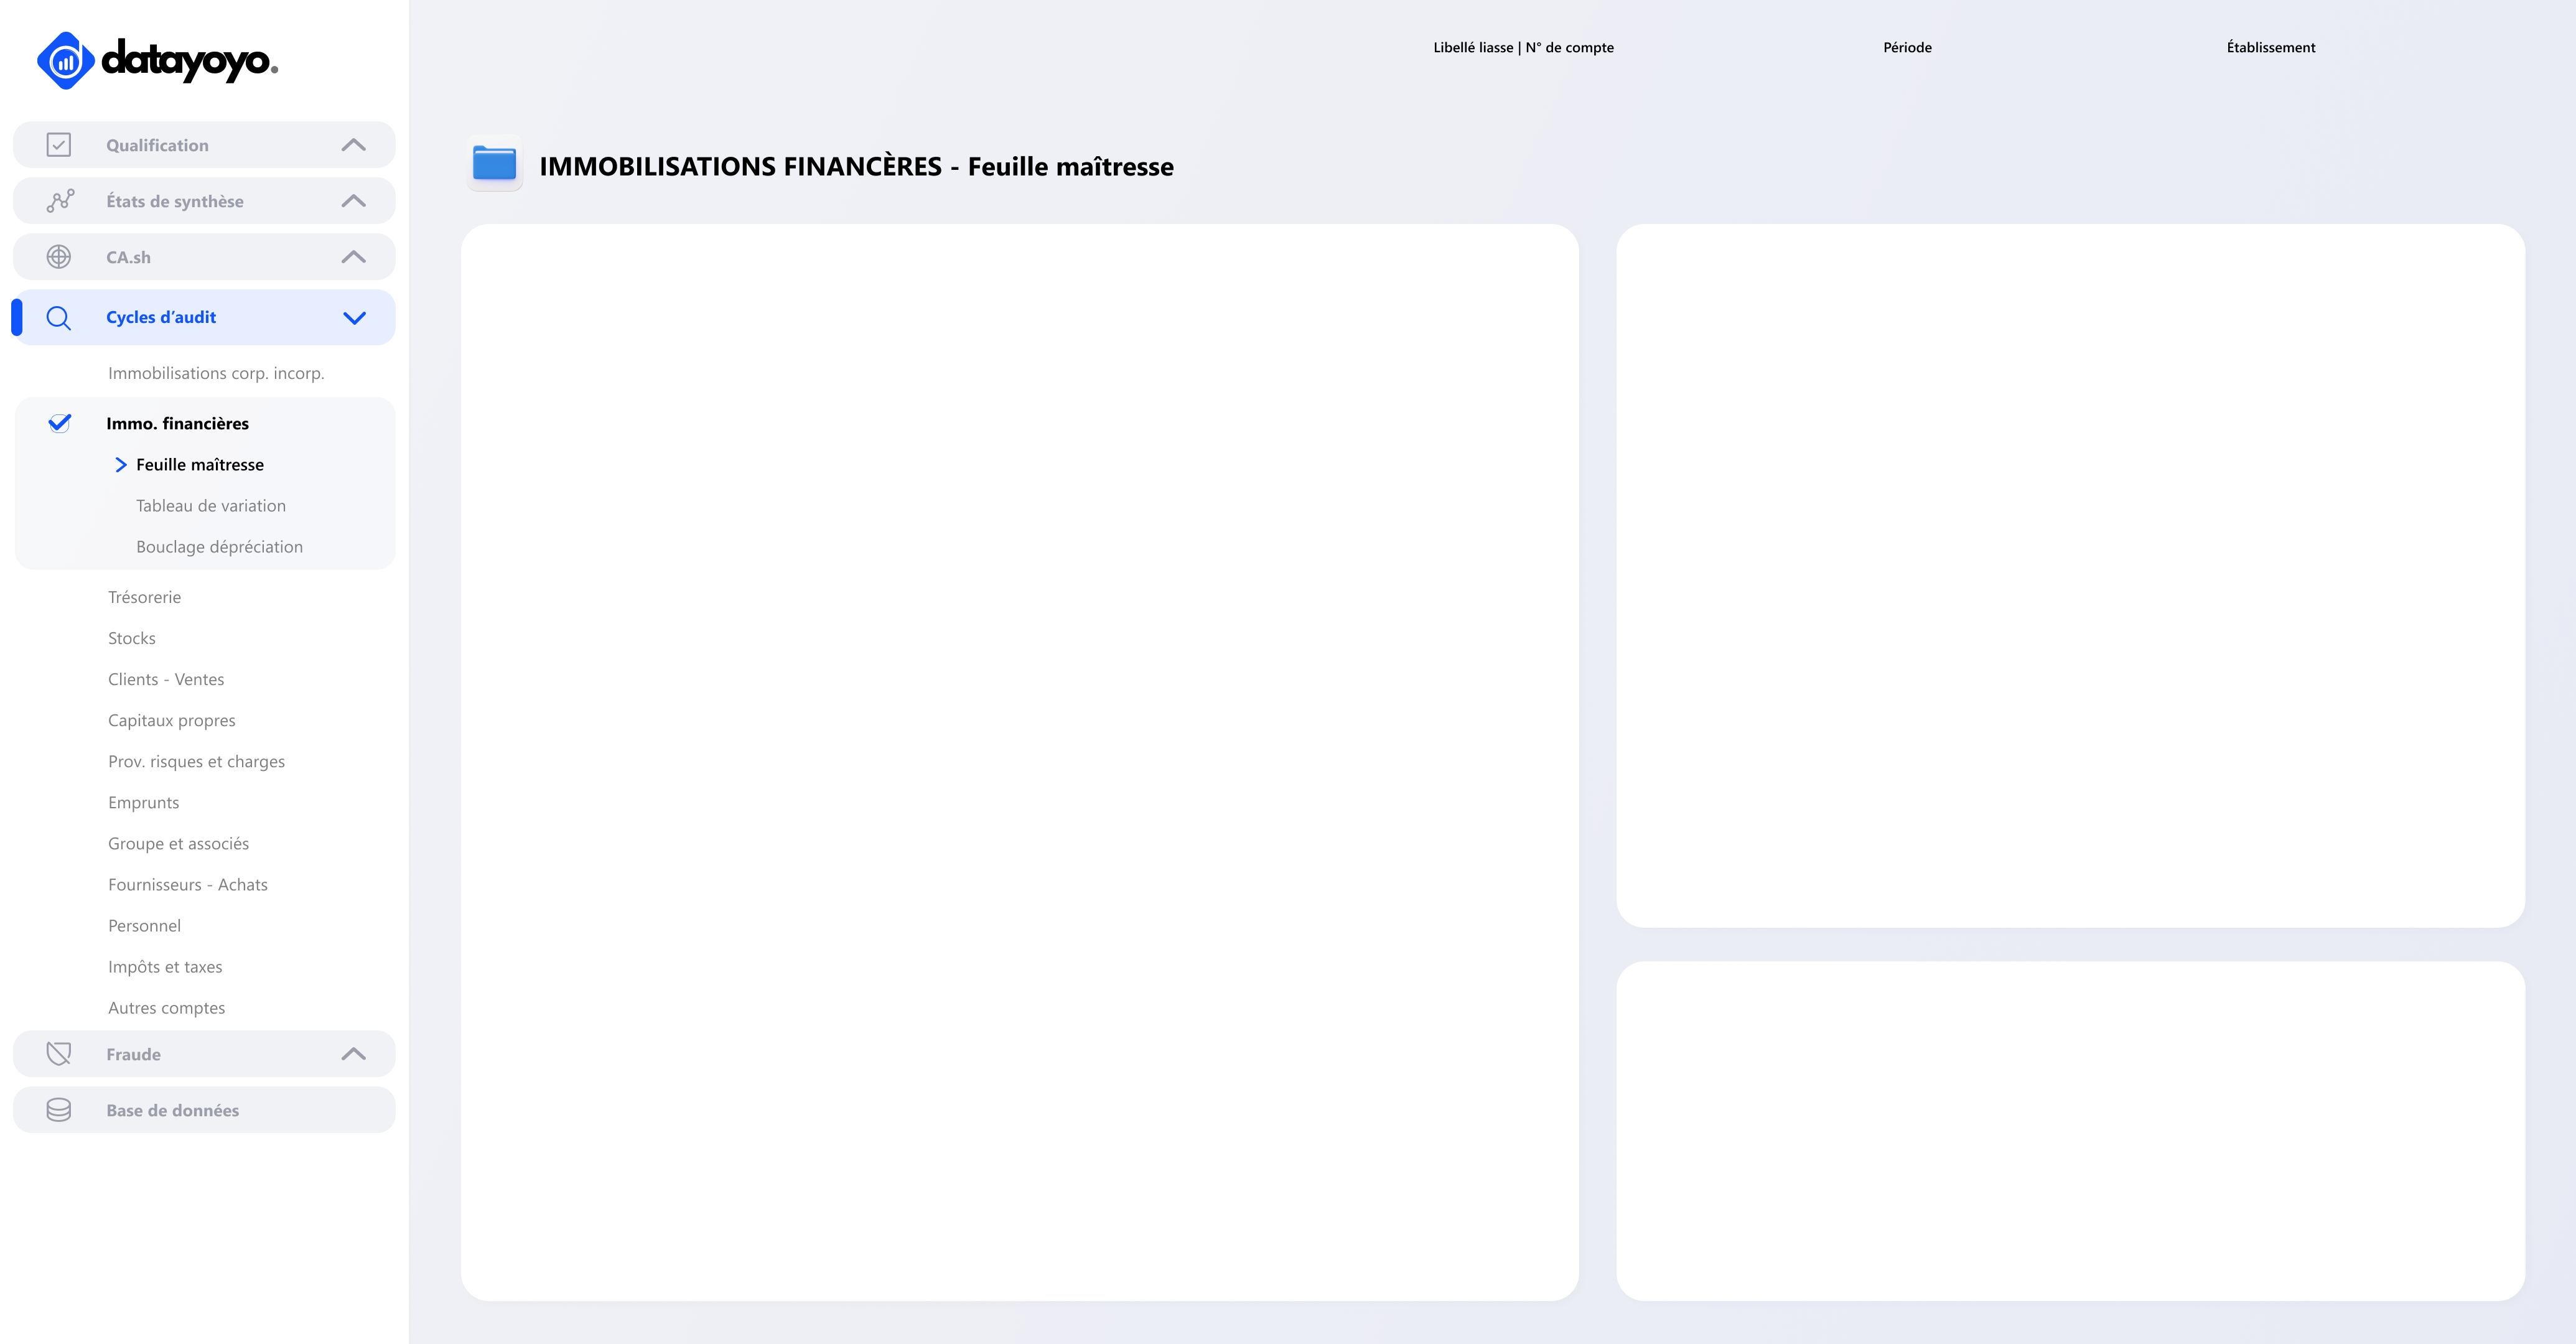 datayoyo.
Libellé liasse | N° de compte
Période
Établissement
Qualification
États de synthèse
CA.sh
Cycles d’audit
Immobilisations corp. incorp.
Immo. financières
Feuille maîtresse
Tableau de variation
Bouclage dépréciation
Trésorerie
Stocks
Clients - Ventes
Capitaux propres
Prov. risques et charges
Emprunts
Groupe et associés
Fournisseurs - Achats
Personnel
Impôts et taxes
Autres comptes
Fraude
Base de données
IMMOBILISATIONS FINANCÈRES - Feuille maîtresse